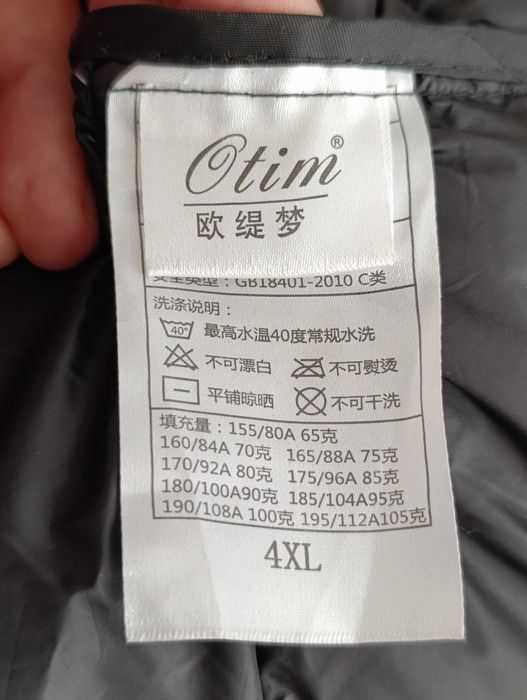 Otim®
欧缇梦
安全类型：GB18401-2010 C类
洗涤说明：
40° 最高水温40度常规水洗
不可漂白 不可熨烫
平铺晾晒 不可干洗
填充量：155/80A 65克
160/84A 70克 165/88A 75克
170/92A 80克 175/96A 85克
180/100A90克 185/104A95克
190/108A 100克 195/112A105克
4XL